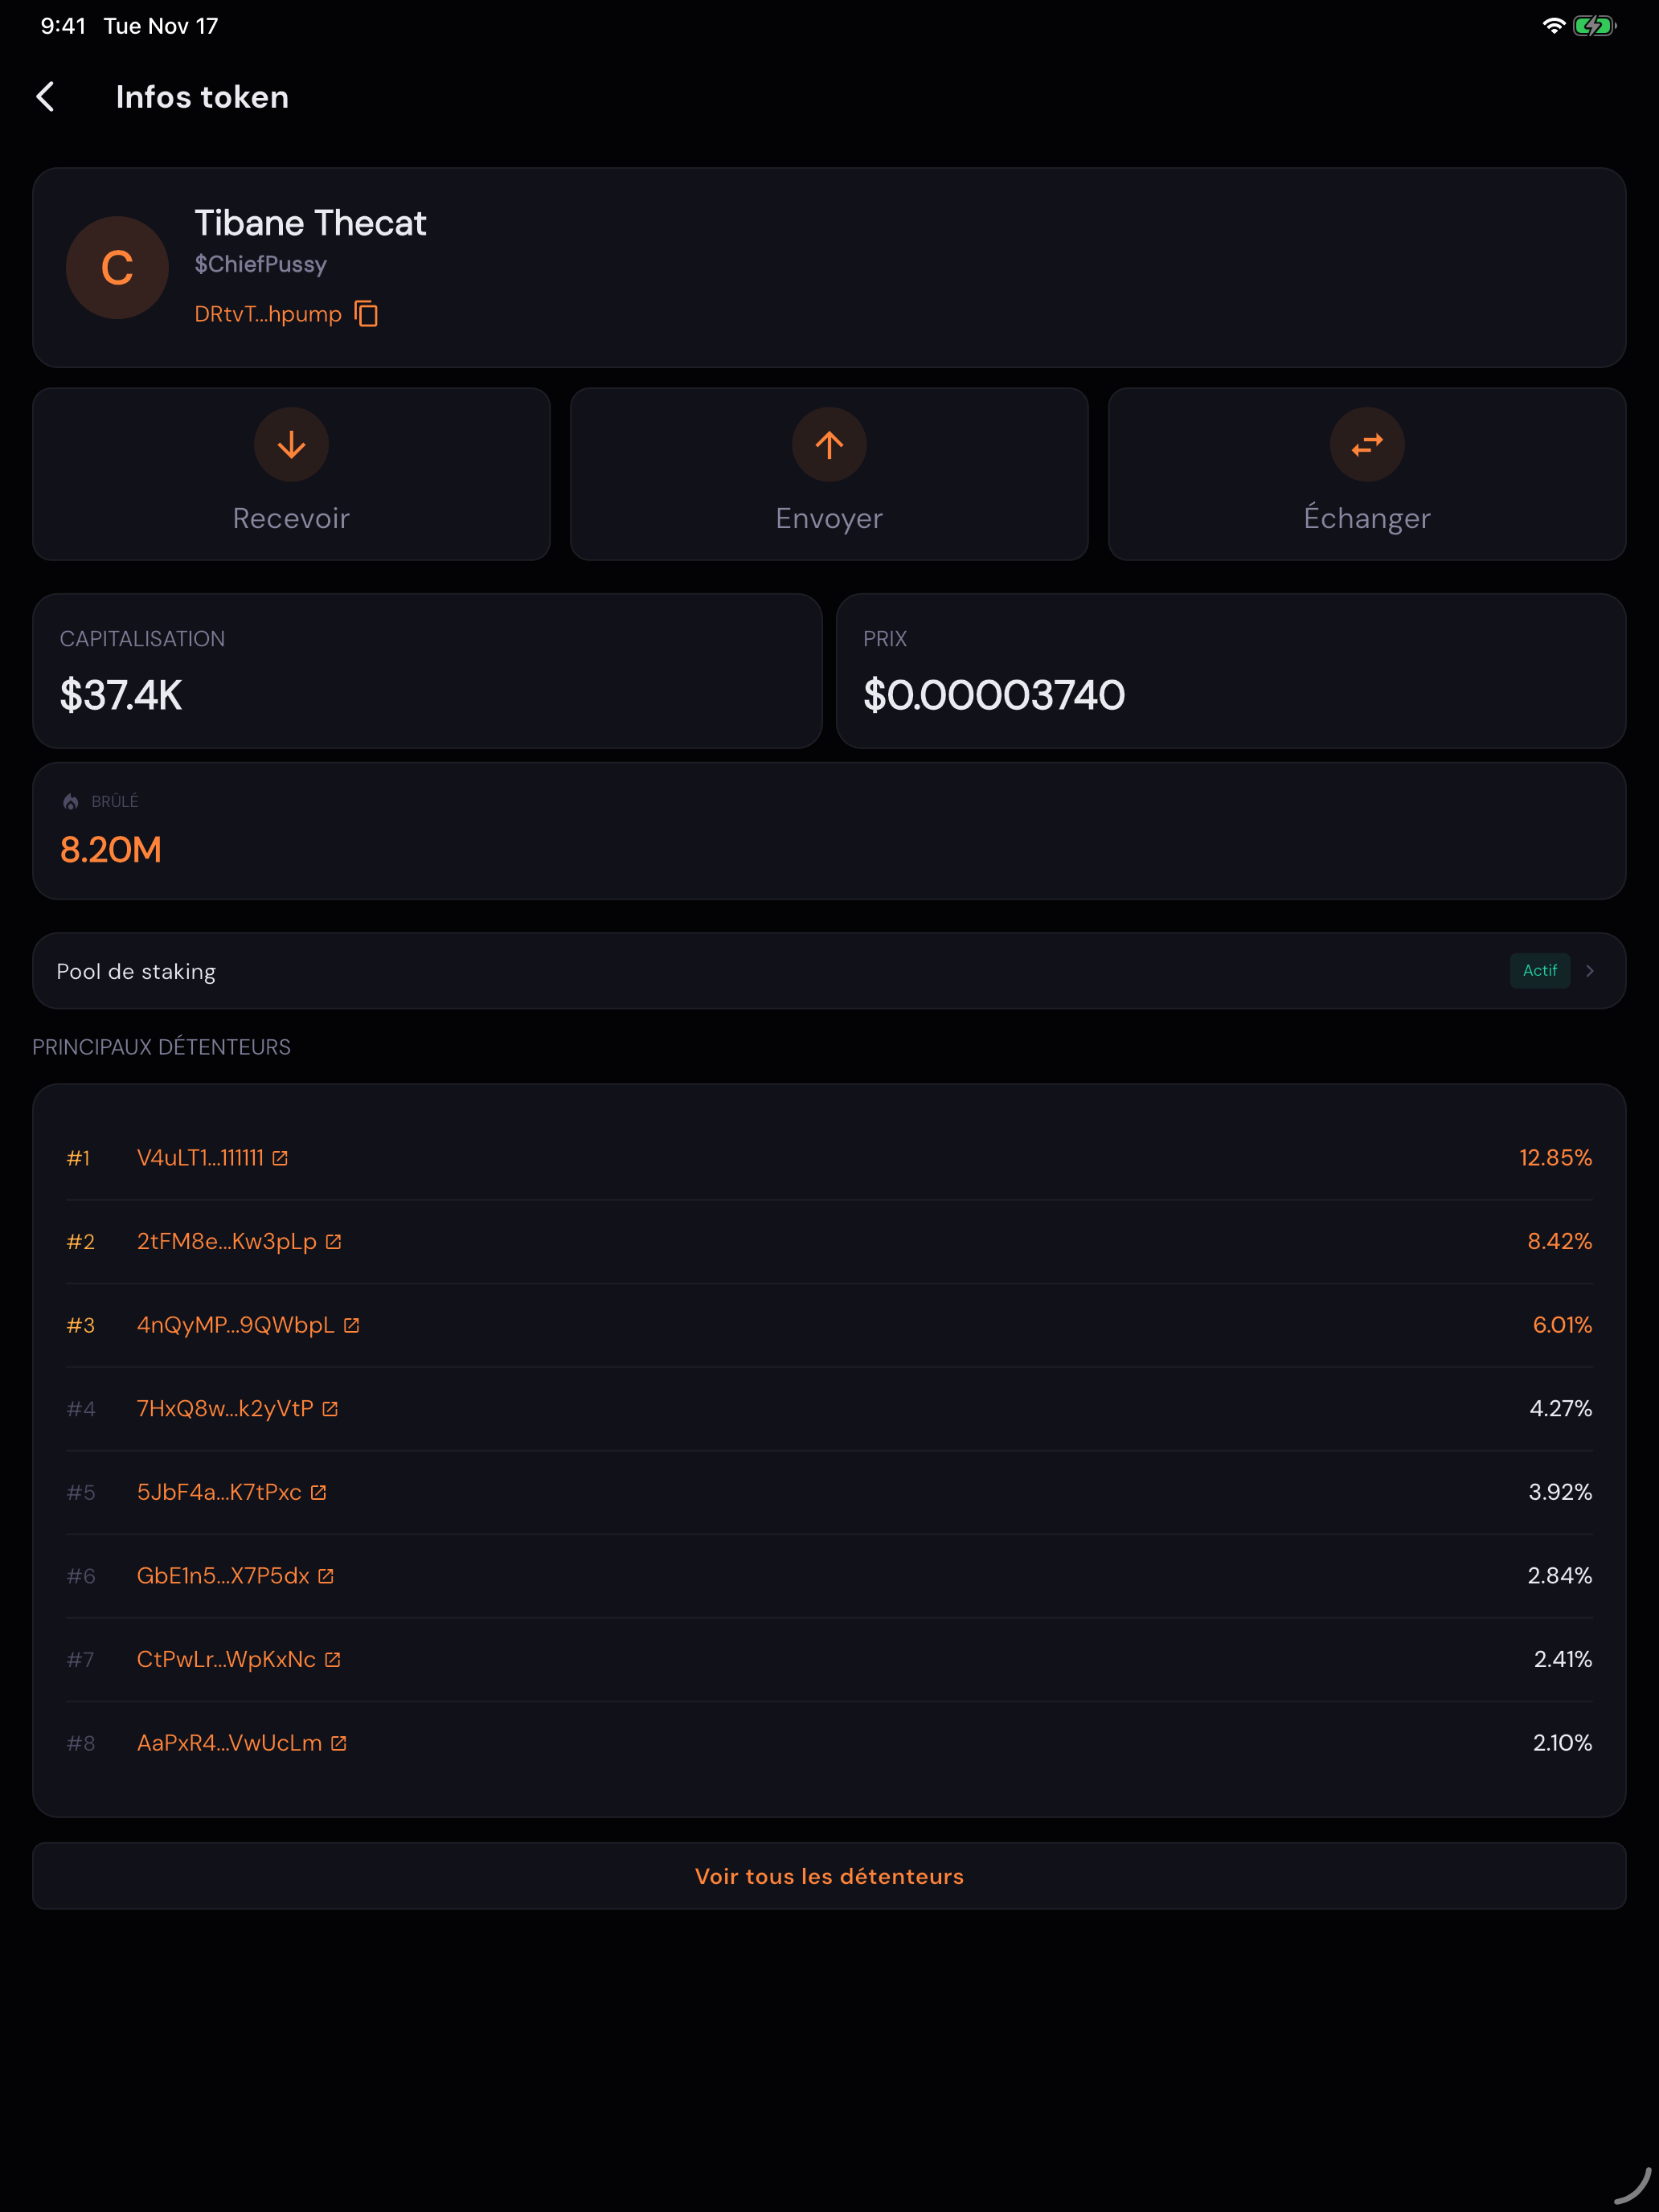 9:41 Tue Nov 17
Infos token
C
Tibane Thecat
$ChiefPussy
DRtvT...hpump
Recevoir
Envoyer
Échanger
CAPITALISATION
$37.4K
PRIX
$0.00003740
BRÛLÉ
8.20M
Pool de staking
Actif
PRINCIPAUX DÉTENTEURS
#1 V4uLT1...111111 12.85%
#2 2tFM8e...Kw3pLp 8.42%
#3 4nQyMP...9QWbpL 6.01%
#4 7HxQ8w...k2yVtP 4.27%
#5 5JbF4a...K7tPxc 3.92%
#6 GbE1n5...X7P5dx 2.84%
#7 CtPwLr...WpKxNc 2.41%
#8 AaPxR4...VwUcLm 2.10%
Voir tous les détenteurs